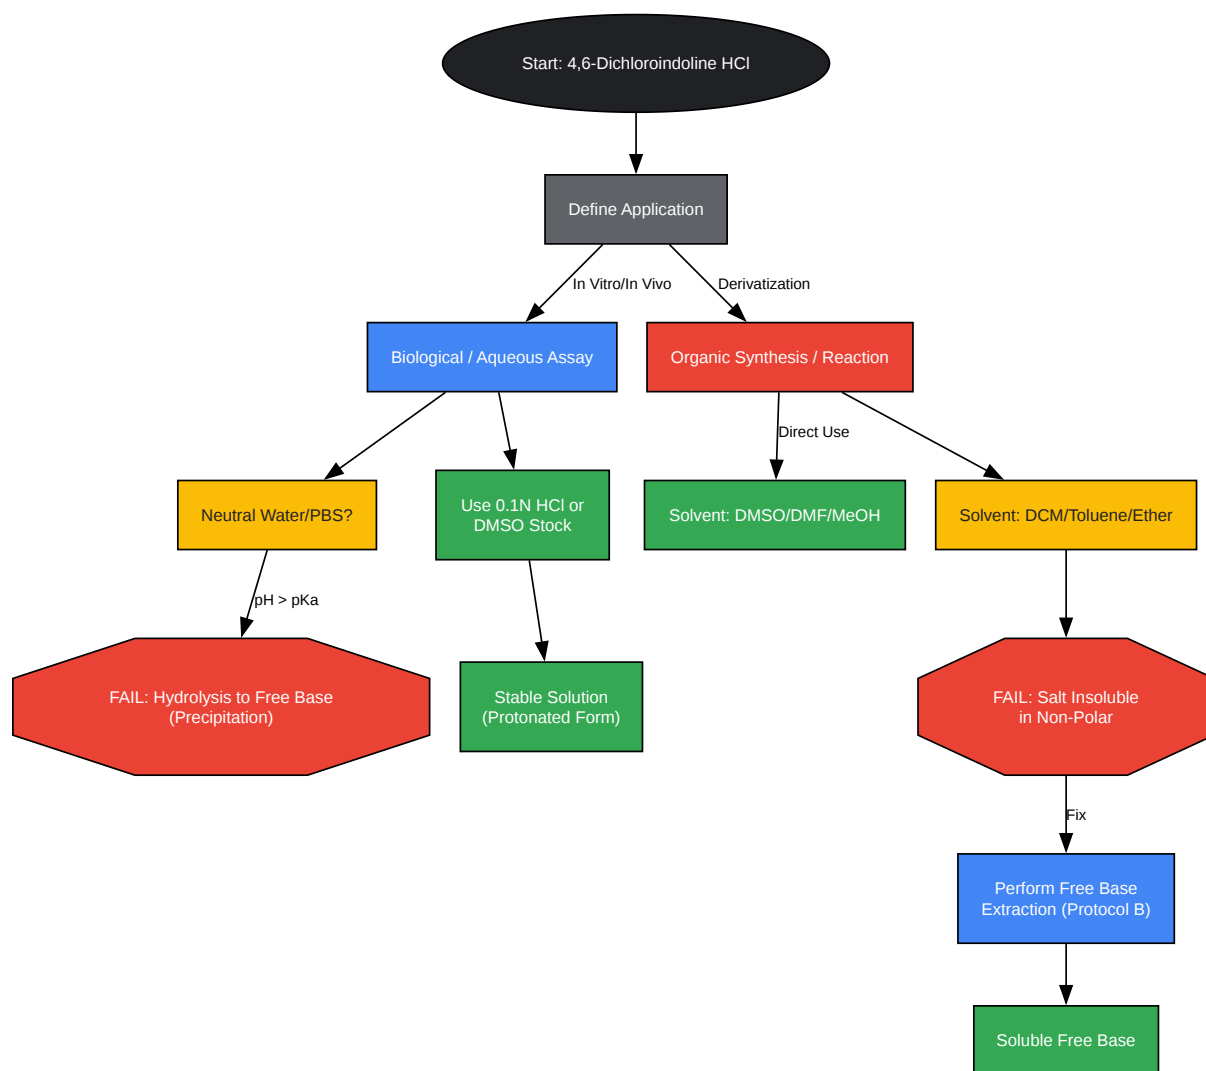 Start: 4,6-Dichloroindoline HCl
Define Application
In Vitro/In Vivo
Derivatization
Biological / Aqueous Assay
Organic Synthesis / Reaction
Direct Use
Neutral Water/PBS?
Use 0.1N HCl or
DMSO Stock
Solvent: DMSO/DMF/MeOH
Solvent: DCM/Toluene/Ether
pH > pKa
FAIL: Hydrolysis to Free Base
(Precipitation)
Stable Solution
(Protonated Form)
FAIL: Salt Insoluble
in Non-Polar
Fix
Perform Free Base
Extraction (Protocol B)
Soluble Free Base